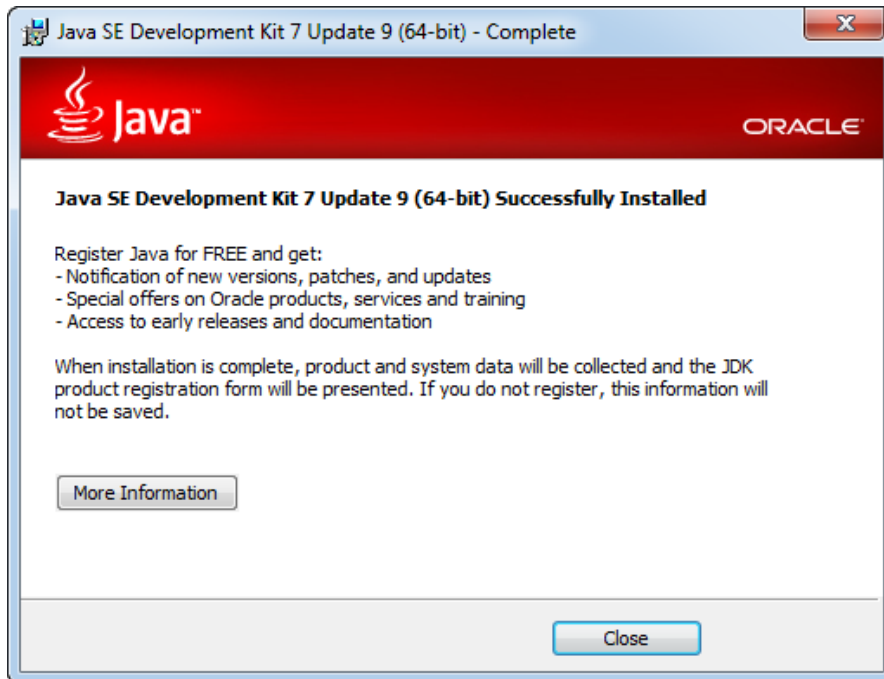 Java SE Development Kit 7 Update 9 (64-bit) - Complete
Java™
ORACLE
Java SE Development Kit 7 Update 9 (64-bit) Successfully Installed
Register Java for FREE and get:
- Notification of new versions, patches, and updates
- Special offers on Oracle products, services and training
- Access to early releases and documentation
When installation is complete, product and system data will be collected and the JDK
product registration form will be presented. If you do not register, this information will
not be saved.
More Information
Close